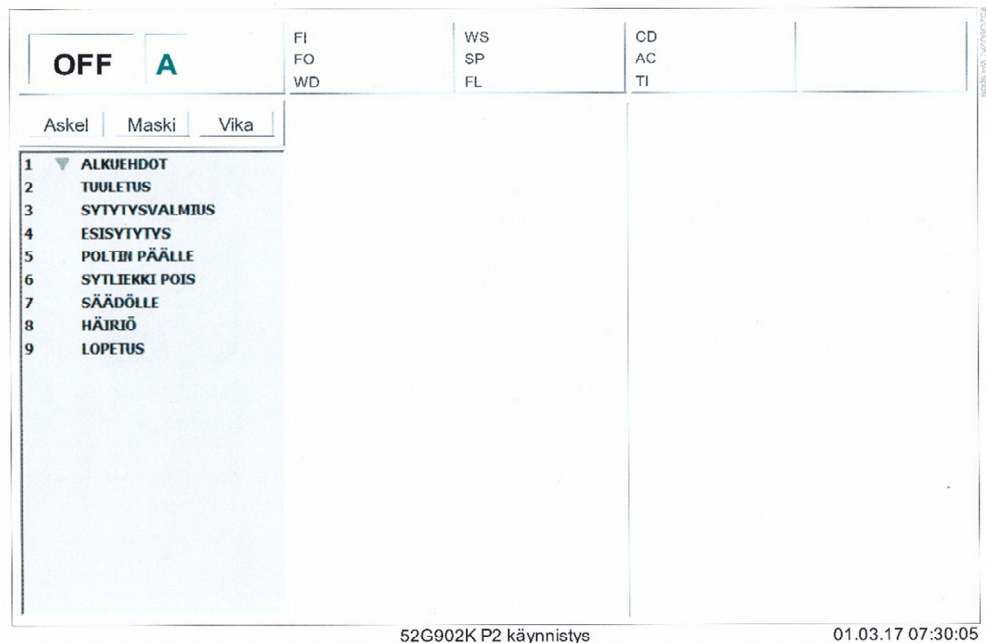 OFF A
FI WS CD
FO SP AC
WD FL TI
Askel Maski Vika
1 ALKUEHDOT
2 TUULETUS
3 SYTYTYSVALMIUS
4 ESISYTYTYS
5 POLTIN PÄÄLLE
6 SYTLIEKKI POIS
7 SÄÄDÖLLE
8 HÄIRIÖ
9 LOPETUS
52G902K P2 käynnistys
01.03.17 07:30:05